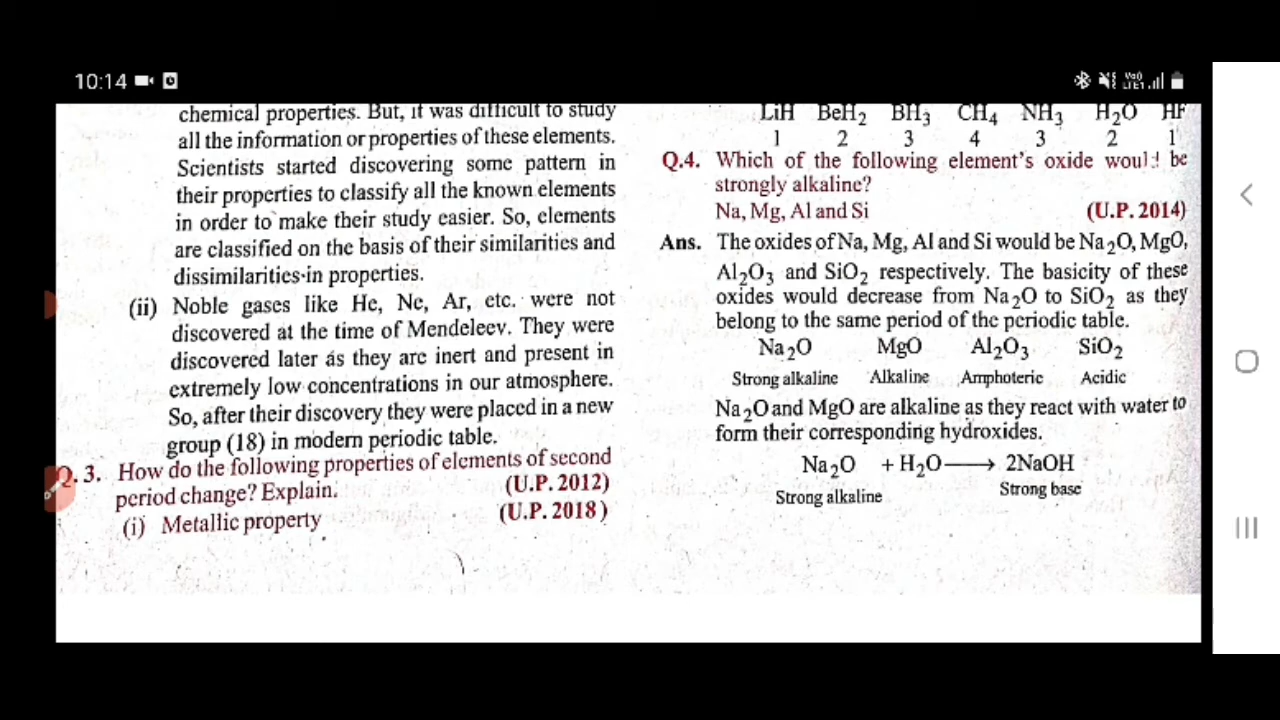 10:14
chemical properties. But, it was difficult to study
all the information or properties of these elements.
Scientists started discovering some pattern in
their properties to classify all the known elements
in order to make their study easier. So, elements
are classified on the basis of their similarities and
dissimilarities in properties.
(ii) Noble gases like He, Ne, Ar, etc. were not
discovered at the time of Mendeleev. They were
discovered later as they are inert and present in
extremely low concentrations in our atmosphere.
So, after their discovery they were placed in a new
group (18) in modern periodic table.
Q. 3. How do the following properties of elements of second
period change? Explain. (U.P. 2012)
(i) Metallic property (U.P. 2018)
LiH BeH₂ BH₃ CH₄ NH₃ H₂O HF
1 2 3 4 3 2 1
Q.4. Which of the following element's oxide would be
strongly alkaline?
Na, Mg, Al and Si (U.P. 2014)
Ans. The oxides of Na, Mg, Al and Si would be Na₂O, MgO,
Al₂O₃ and SiO₂ respectively. The basicity of these
oxides would decrease from Na₂O to SiO₂ as they
belong to the same period of the periodic table.
Na₂O MgO Al₂O₃ SiO₂
Strong alkaline Alkaline Amphoteric Acidic
Na₂O and MgO are alkaline as they react with water to
form their corresponding hydroxides.
Na₂O + H₂O ⟶ 2NaOH
Strong alkaline Strong base